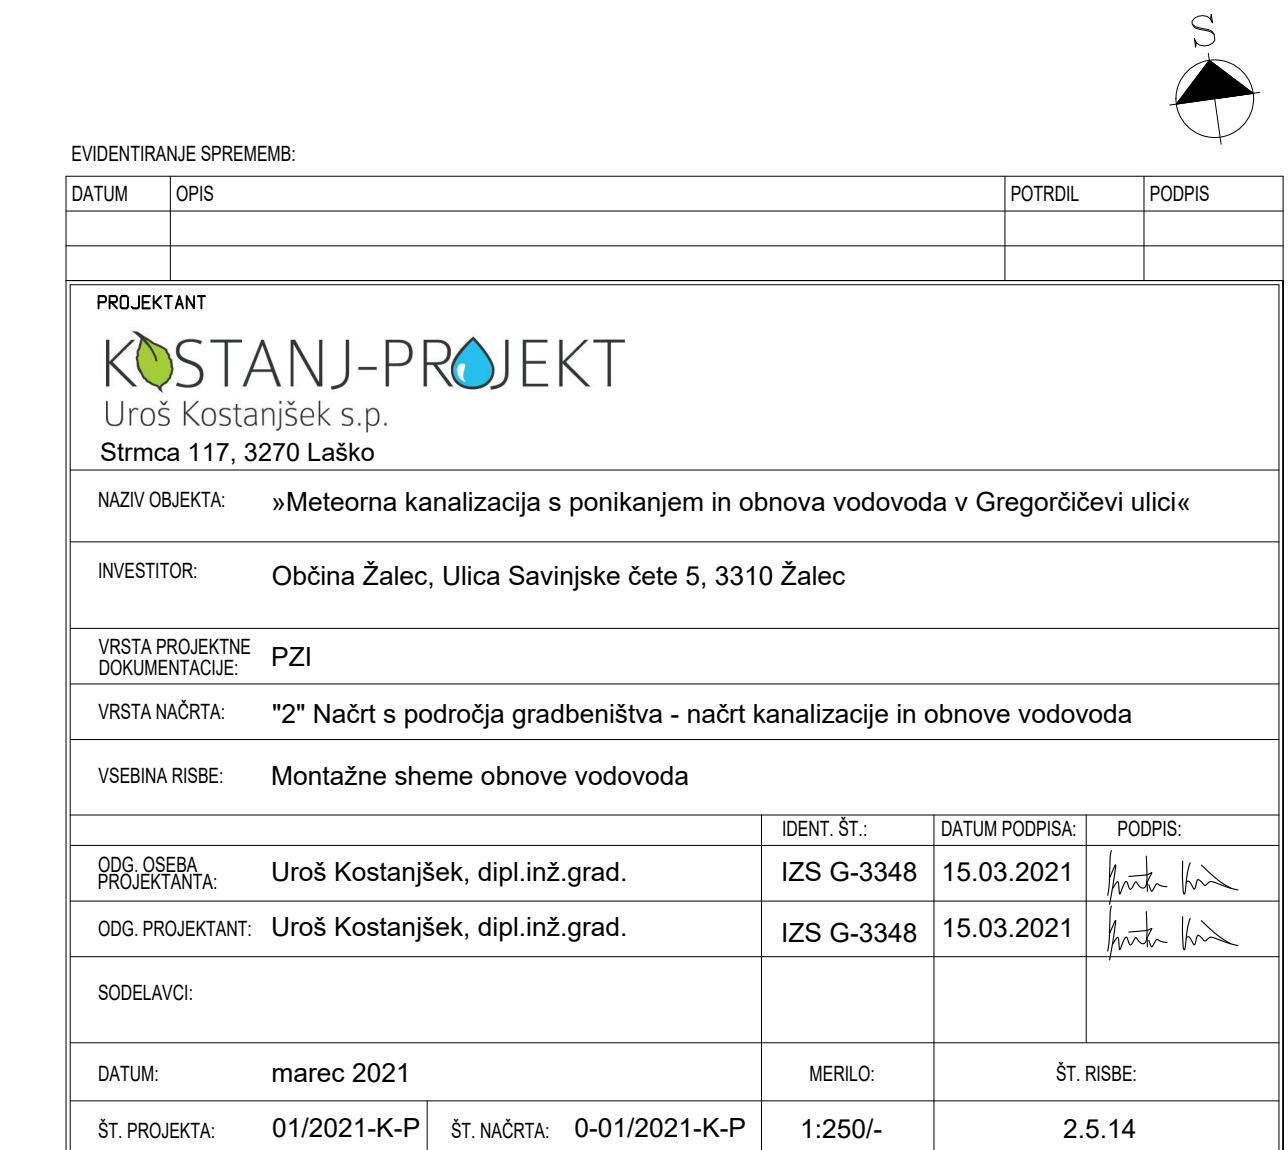 S
EVIDENTIRANJE SPREMEMB:
DATUM OPIS POTRDIL PODPIS
PROJEKTANT
KOSTANJ-PROJEKT
Uroš Kostanjšek s.p.
Strmca 117, 3270 Laško
NAZIV OBJEKTA: »Meteorna kanalizacija s ponikanjem in obnova vodovoda v Gregorčičevi ulici«
INVESTITOR: Občina Žalec, Ulica Savinjske čete 5, 3310 Žalec
VRSTA PROJEKTNE
DOKUMENTACIJE: PZI
VRSTA NAČRTA: "2" Načrt s področja gradbeništva - načrt kanalizacije in obnove vodovoda
VSEBINA RISBE: Montažne sheme obnove vodovoda
IDENT. ŠT.: DATUM PODPISA: PODPIS:
ODG. OSEBA
PROJEKTANTA: Uroš Kostanjšek, dipl.inž.grad. IZS G-3348 15.03.2021
ODG. PROJEKTANT: Uroš Kostanjšek, dipl.inž.grad. IZS G-3348 15.03.2021
SODELAVCI:
DATUM: marec 2021 MERILO: ŠT. RISBE:
ŠT. PROJEKTA: 01/2021-K-P ŠT. NAČRTA: 0-01/2021-K-P 1:250/- 2.5.14